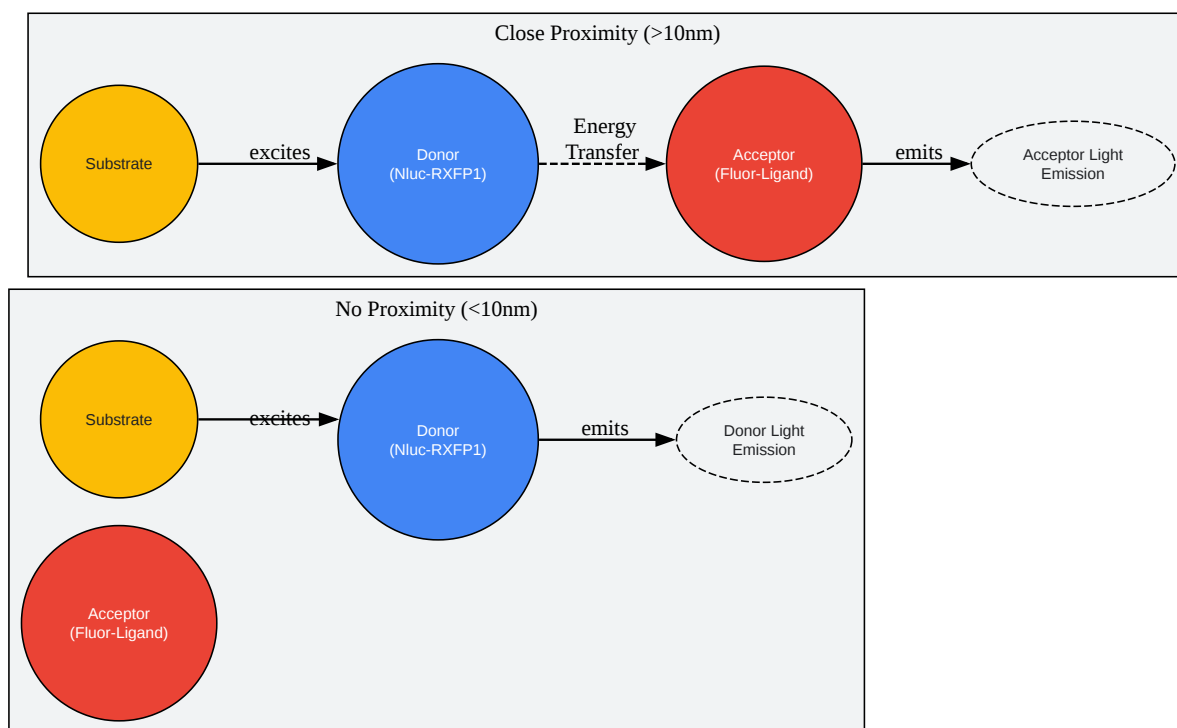 Close Proximity (>10nm)
Substrate
excites
Donor
(Nluc-RXFP1)
Energy
Transfer
Acceptor
(Fluor-Ligand)
emits
Acceptor Light
Emission
No Proximity (<10nm)
Substrate
excites
Donor
(Nluc-RXFP1)
emits
Donor Light
Emission
Acceptor
(Fluor-Ligand)